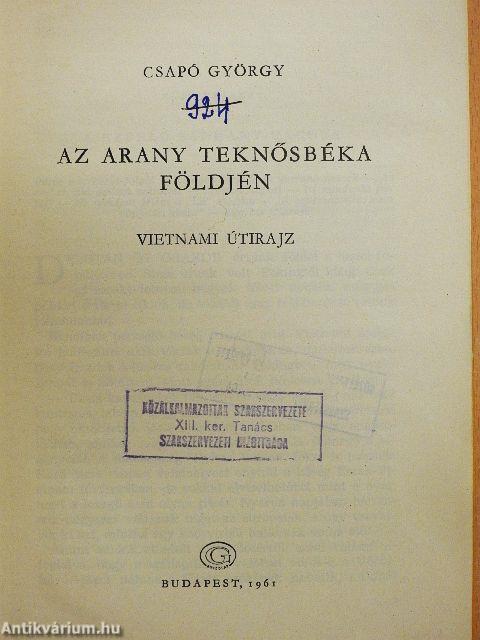 CSAPÓ GYÖRGY
924
AZ ARANY TEKNŐSBÉKA
FÖLDJÉN
VIETNAMI ÚTIRAJZ
KÖZALKALMAZOTTAK SZAKSZERVEZETE
XIII. ker. Tanács
SZAKSZERVEZETI BIZOTTSÁGA
G
BUDAPEST, 1961
Antikvárium.hu